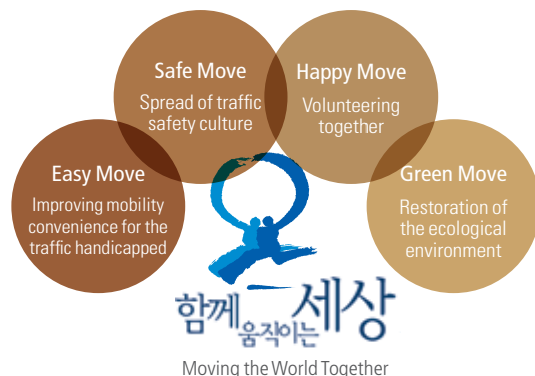 Safe Move
Spread of traffic
safety culture
Happy Move
Volunteering
together
Easy Move
Improving mobility
convenience for the
traffic handicapped
Green Move
Restoration of
the ecological
environment
함께 움직이는 세상
Moving the World Together